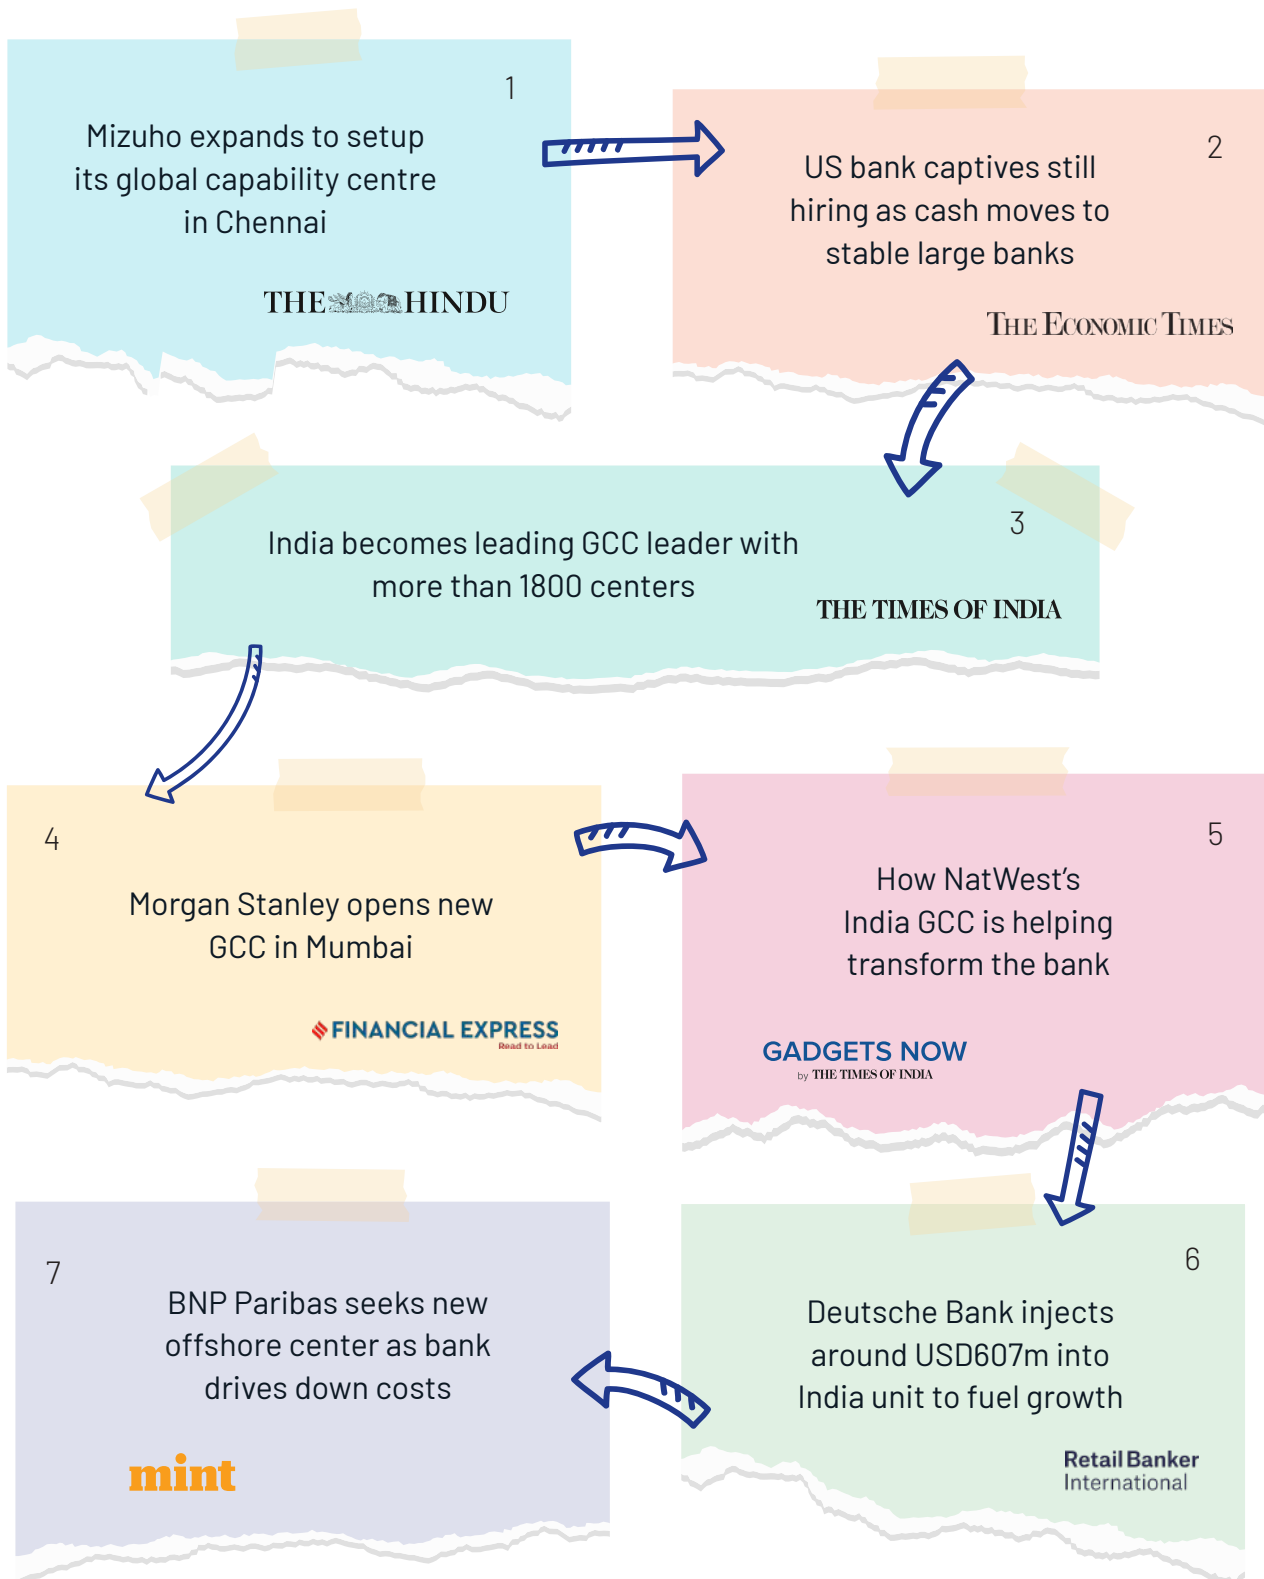 1
Mizuho expands to setup
its global capability centre
in Chennai
THE HINDU
2
US bank captives still
hiring as cash moves to
stable large banks
THE ECONOMIC TIMES
3
India becomes leading GCC leader with
more than 1800 centers
THE TIMES OF INDIA
4
Morgan Stanley opens new
GCC in Mumbai
FINANCIAL EXPRESS
Read to Lead
5
How NatWest’s
India GCC is helping
transform the bank
GADGETS NOW
by THE TIMES OF INDIA
6
Deutsche Bank injects
around USD607m into
India unit to fuel growth
Retail Banker
International
7
BNP Paribas seeks new
offshore center as bank
drives down costs
mint